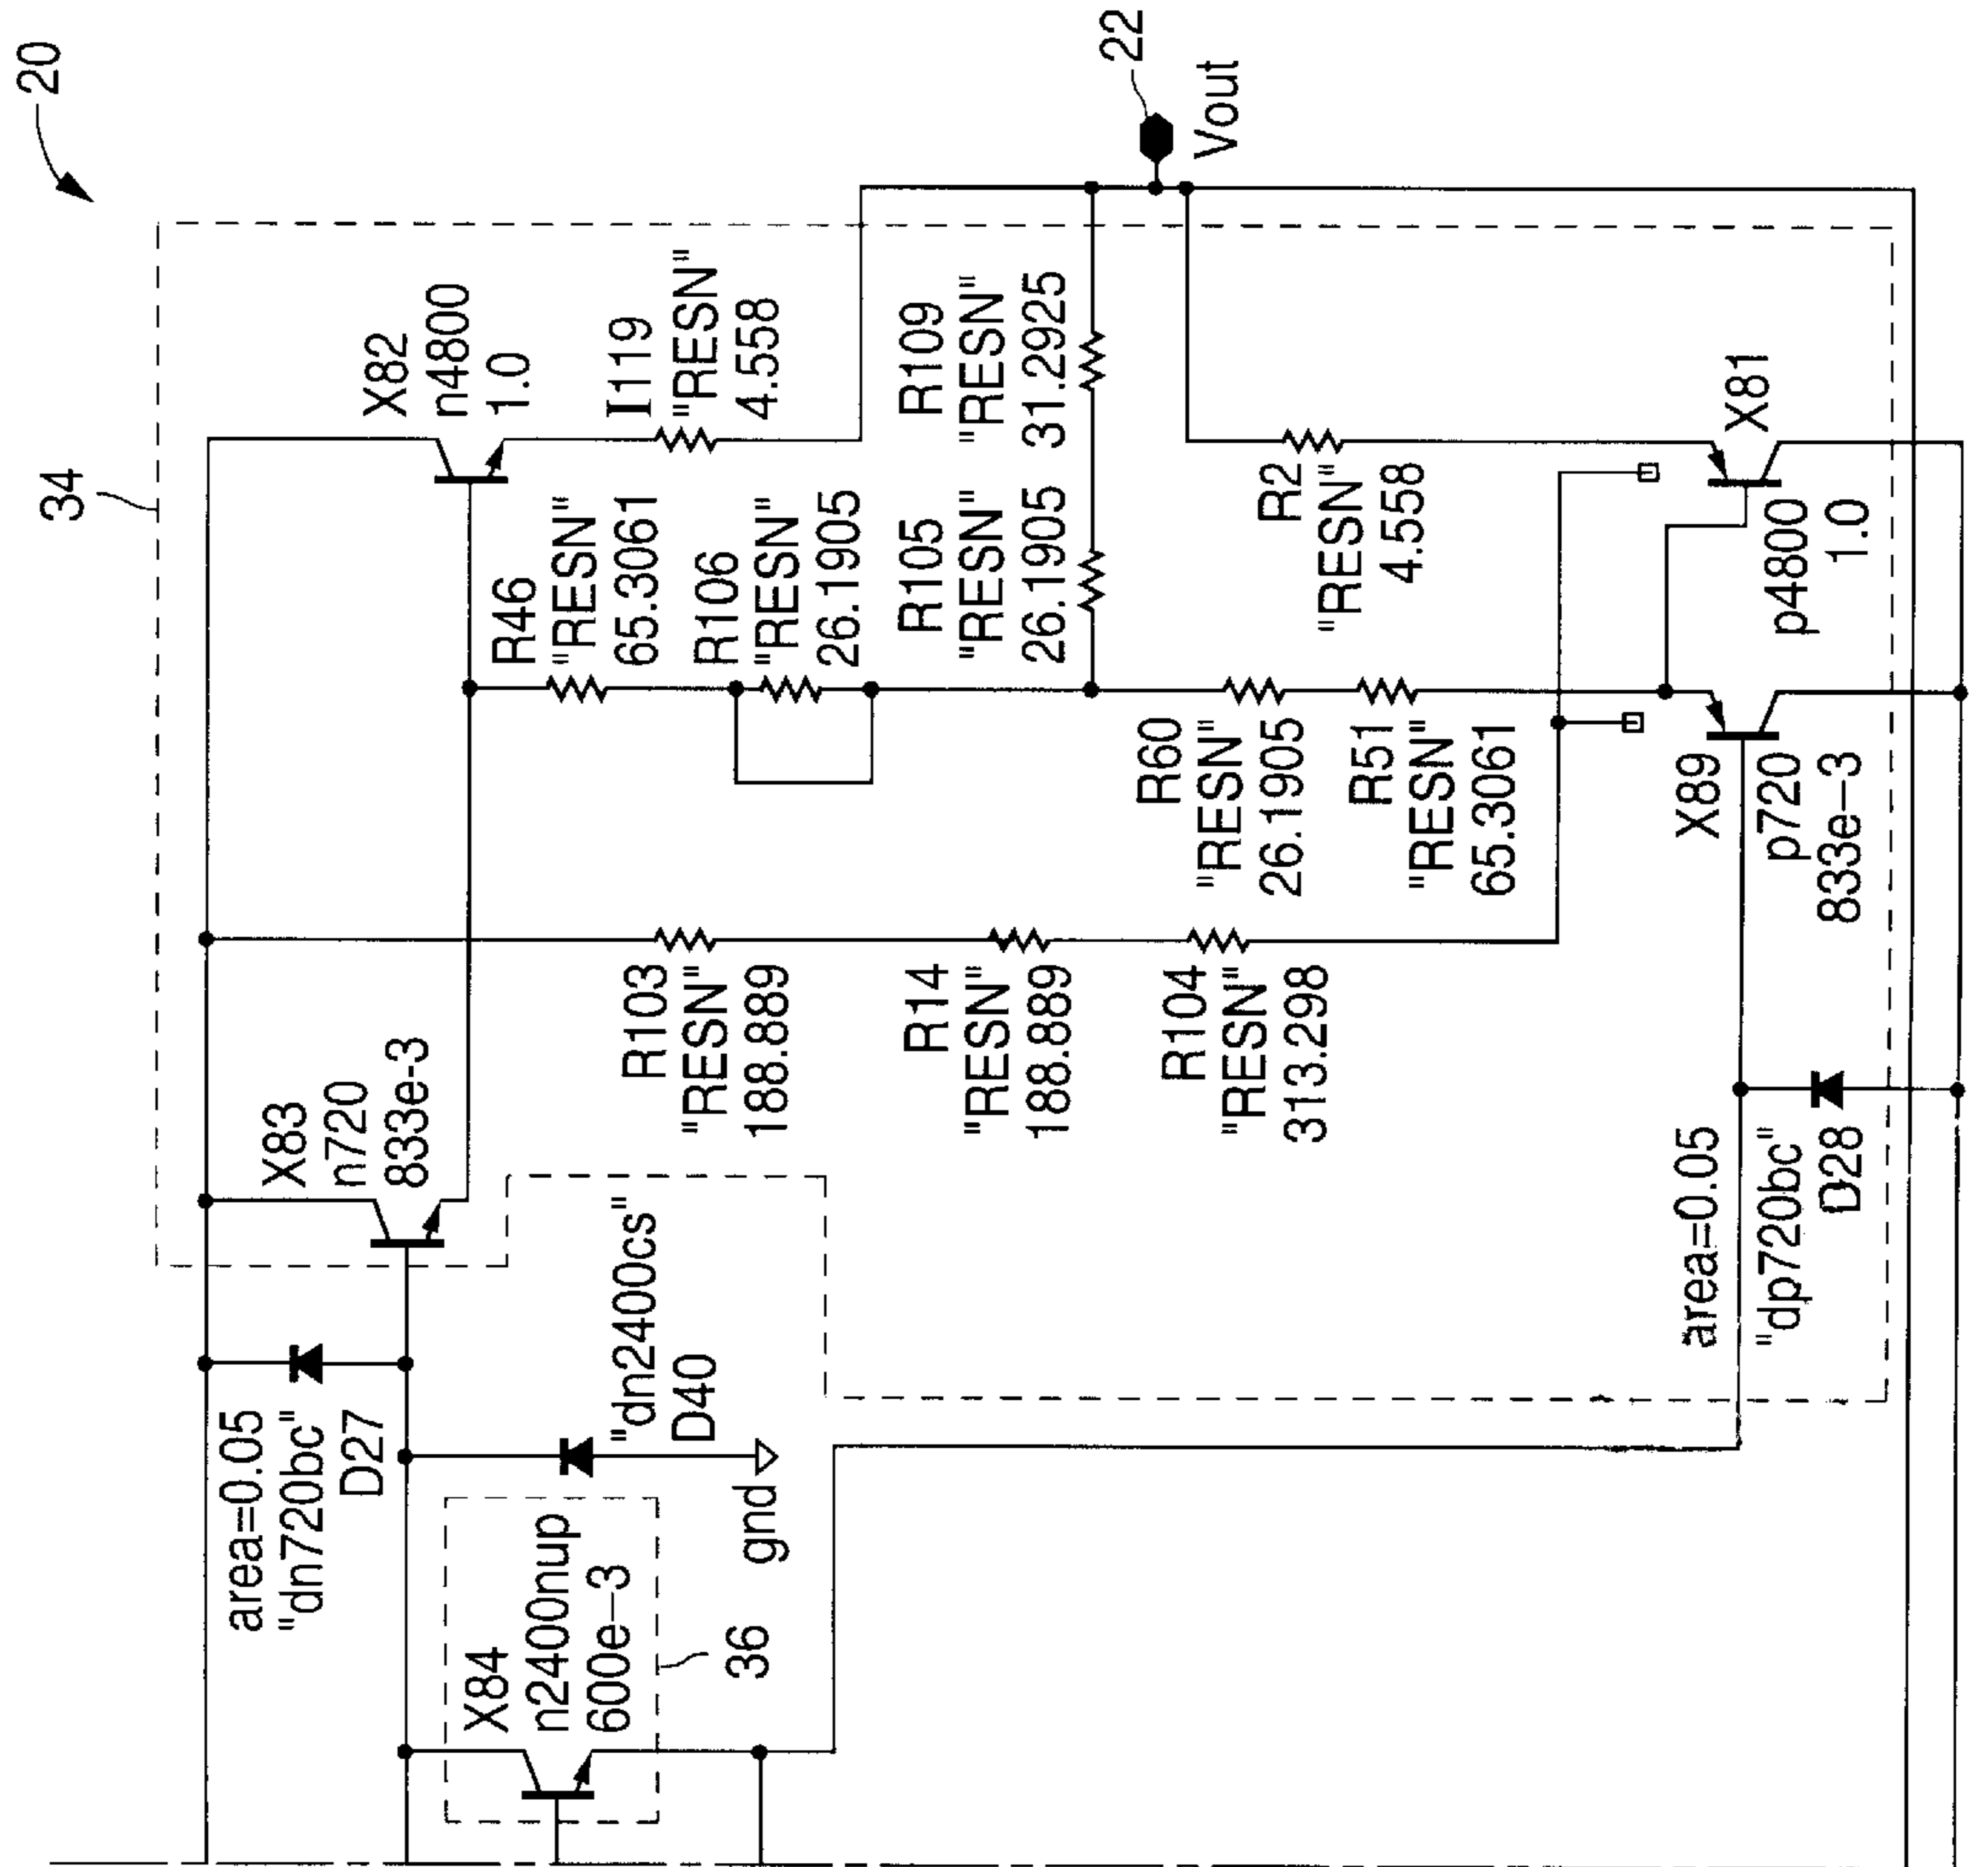 20
34
22
Vout
X82
n4800
1.0
I119
"RESN"
4.558
R46
"RESN"
65.3061
R106
"RESN"
26.1905
R109
"RESN"
31.2925
R105
"RESN"
26.1905
R2
"RESN"
4.558
X81
p4800
1.0
R60
"RESN"
26.1905
R51
"RESN"
65.3061
X89
p720
833e-3
X83
n720
833e-3
R103
"RESN"
188.889
R14
"RESN"
188.889
R104
"RESN"
313.298
area=0.05
"dn720bc"
D27
"dn2400cs"
D40
gnd
area=0.05
"dp720bc"
D28
X84
n2400nup
600e-3
36